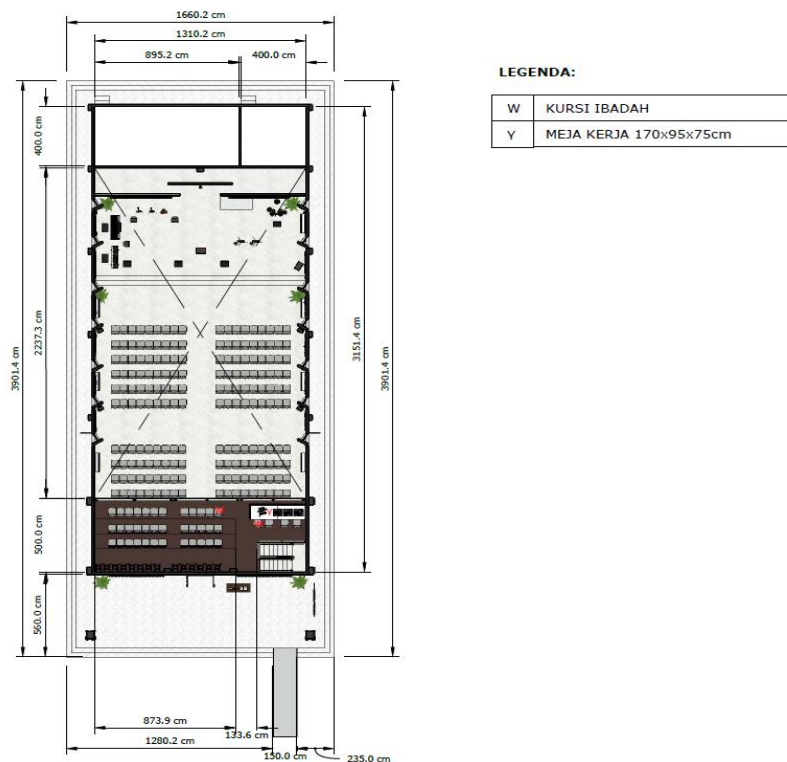 1660.2 cm
1310.2 cm
895.2 cm
400.0 cm
LEGENDA:
W KURSI IBADAH
Y MEJA KERJA 170x95x75cm
400.0 cm
2237.3 cm
3901.4 cm
3151.4 cm
3901.4 cm
500.0 cm
560.0 cm
873.9 cm
133.6 cm
1280.2 cm
150.0 cm
235.0 cm